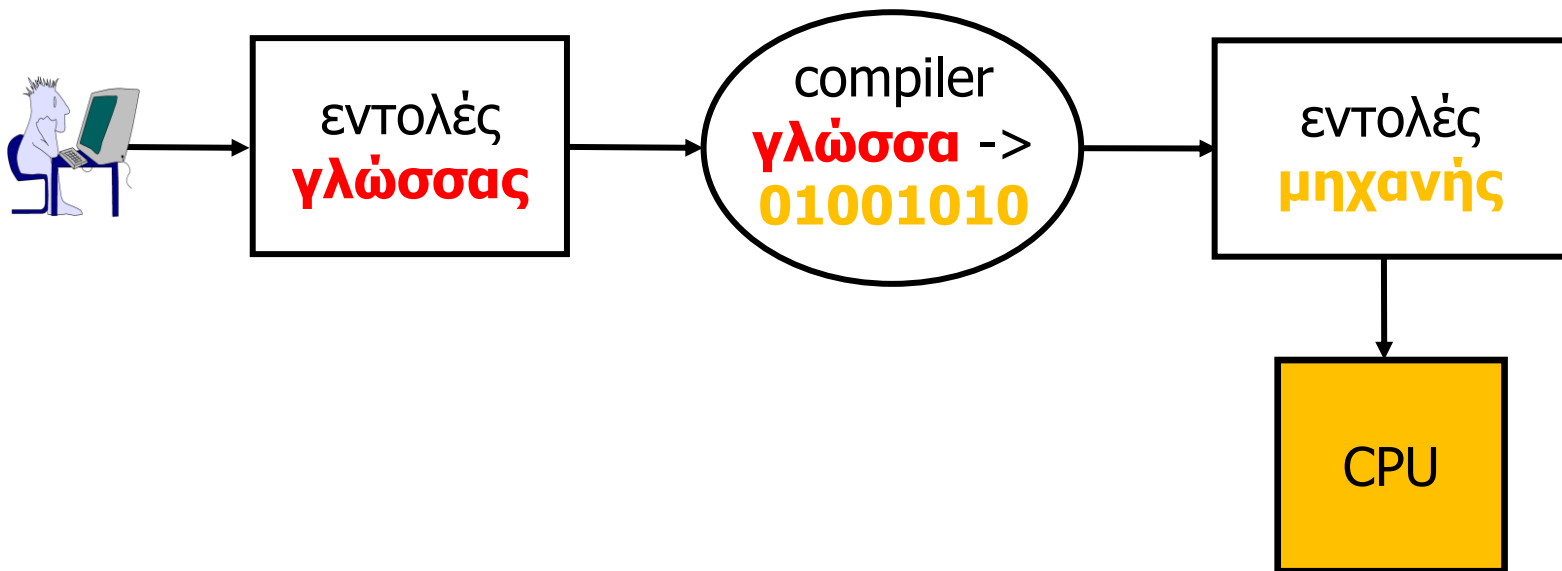 εντολές
γλώσσας
compiler
γλώσσα ->
01001010
εντολές
μηχανής
CPU